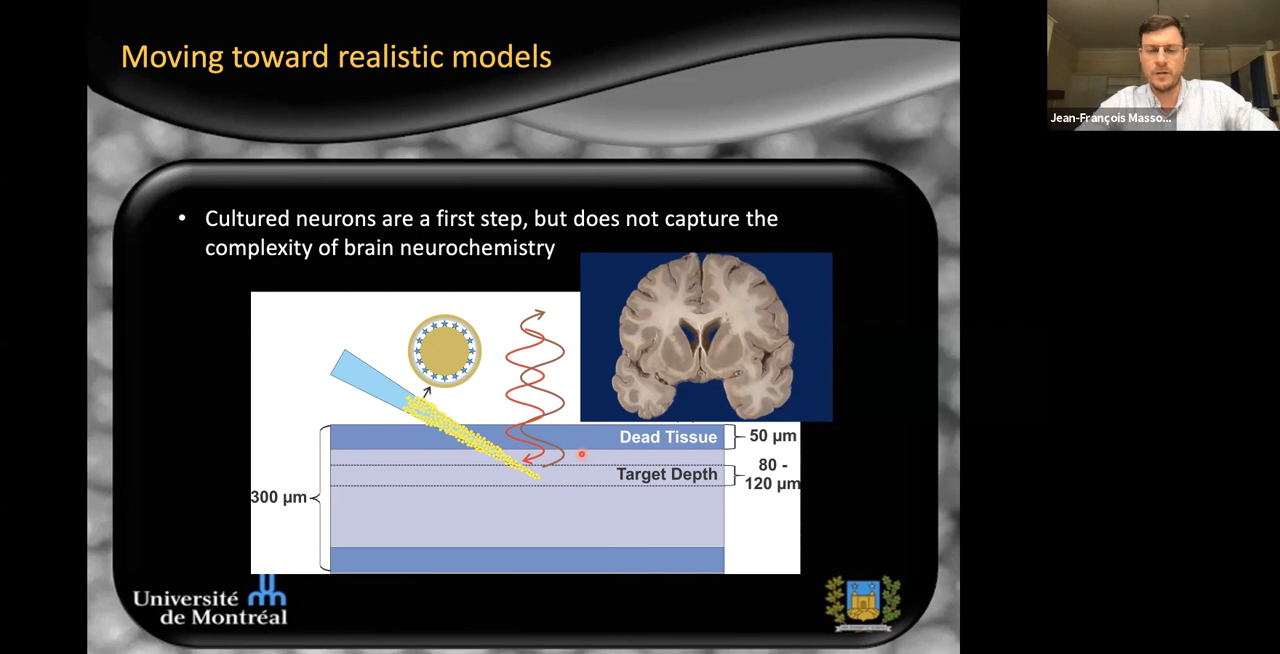 Moving toward realistic models
Jean-François Masso...
• Cultured neurons are a first step, but does not capture the
complexity of brain neurochemistry
Dead Tissue
50 µm
Target Depth
80 -
120 µm
300 µm
Université
de Montréal